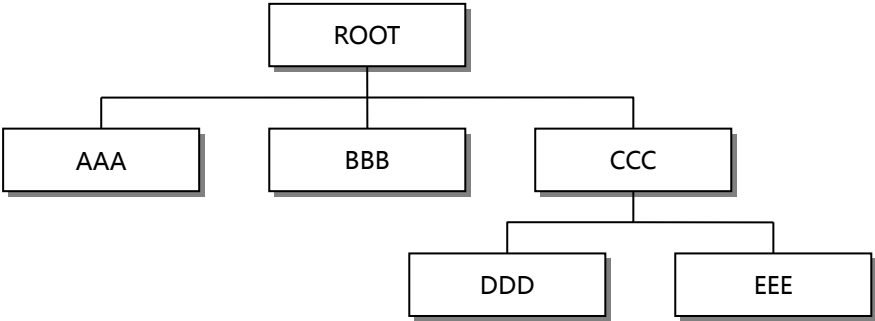 ROOT
AAA
BBB
CCC
DDD
EEE